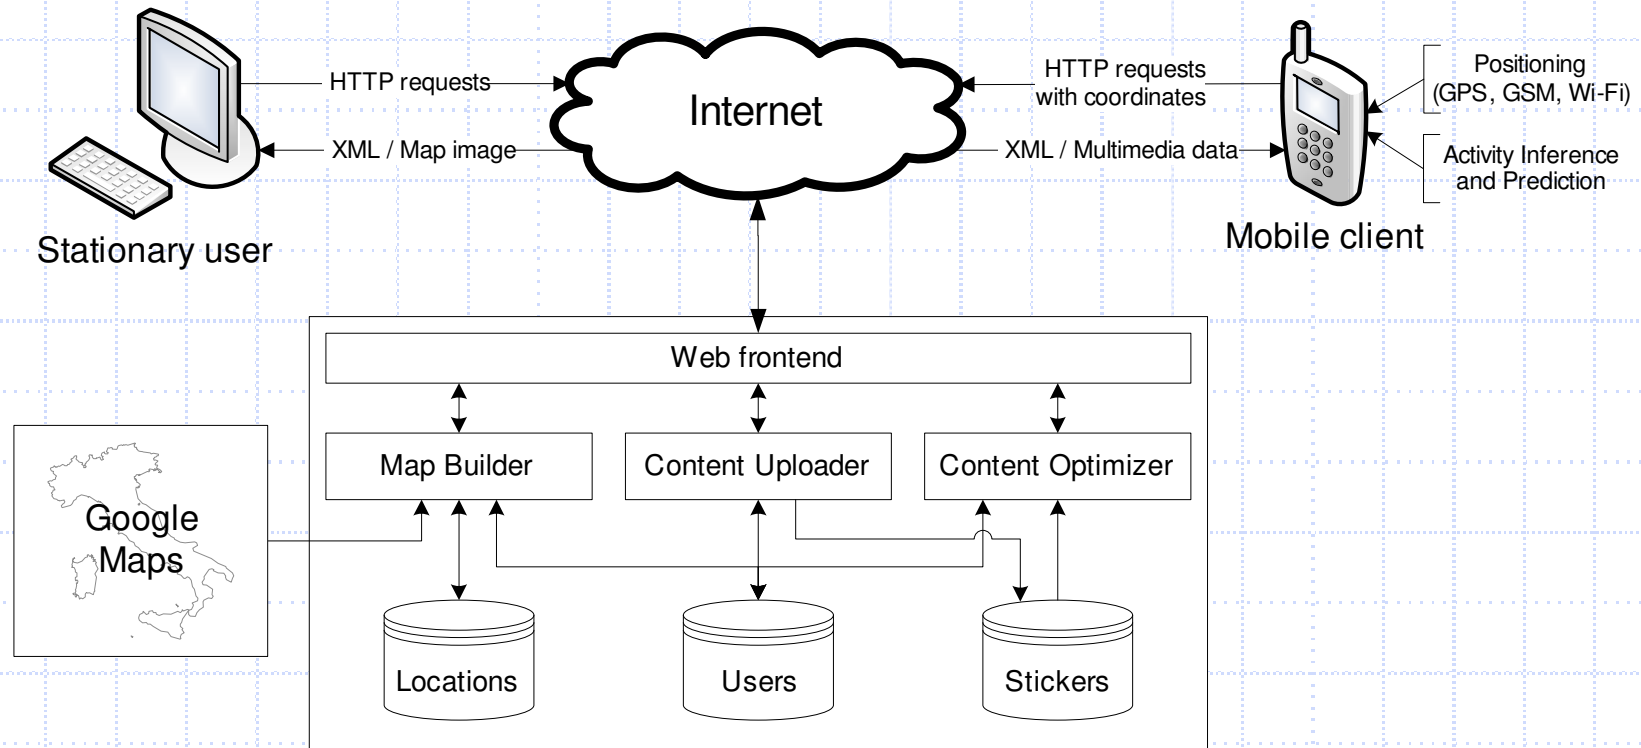 HTTP requests
XML / Map image
Stationary user
Internet
HTTP requests
with coordinates
XML / Multimedia data
Mobile client
Positioning
(GPS, GSM, Wi-Fi)
Activity Inference
and Prediction
Web frontend
Map Builder
Content Uploader
Content Optimizer
Google
Maps
Locations
Users
Stickers